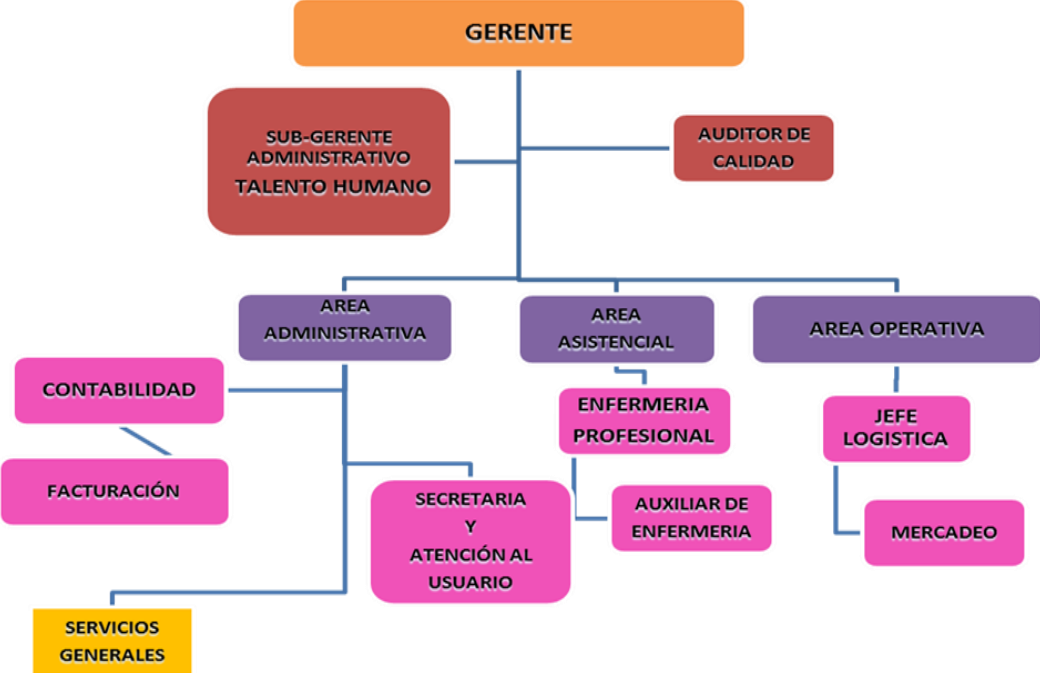 GERENTE
SUB-GERENTE
ADMINISTRATIVO
TALENTO HUMANO
AUDITOR DE
CALIDAD
AREA
ADMINISTRATIVA
AREA
ASISTENCIAL
AREA OPERATIVA
CONTABILIDAD
FACTURACIÓN
SECRETARIA
Y
ATENCIÓN AL
USUARIO
SERVICIOS
GENERALES
ENFERMERIA
PROFESIONAL
AUXILIAR DE
ENFERMERIA
JEFE
LOGISTICA
MERCADEO